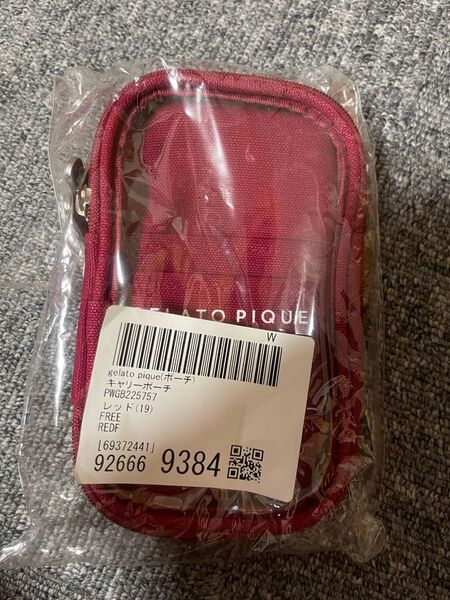 GELATO PIQUE
W
gelato pique(ポーチ)
キャリーポーチ
PWGB225757
レッド(19)
FREE
REDF
[69372441]
92666 9384